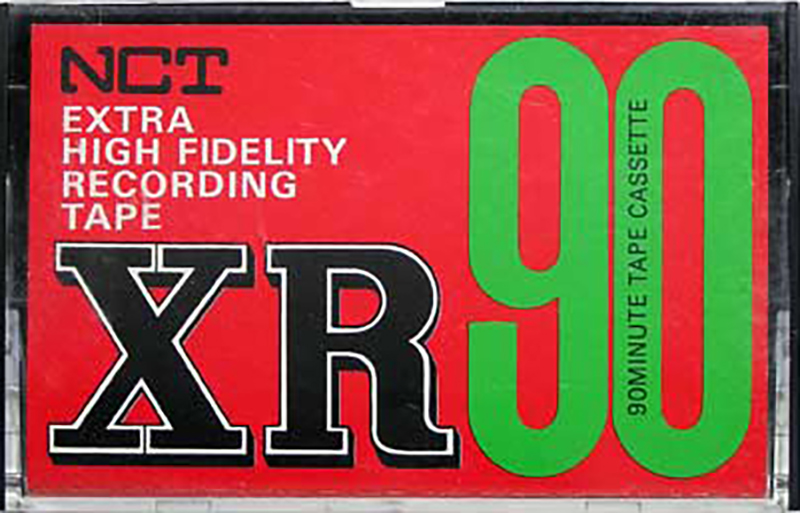 NCT
EXTRA
HIGH FIDELITY
RECORDING
TAPE
XR
90
90MINUTE TAPE CASSETTE